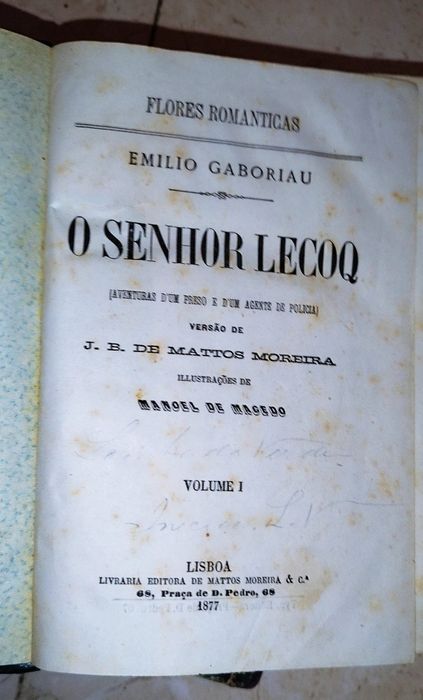 FLORES ROMANTICAS
EMILIO GABORIAU
O SENHOR LECOQ
(AVENTURAS D'UM PRESO E D'UM AGENTE DE POLICIA)
VERSÃO DE
J. B. DE MATTOS MOREIRA
ILLUSTRAÇÕES DE
MANOEL DE MACEDO
VOLUME I
LISBOA
LIVRARIA EDITORA DE MATTOS MOREIRA & C.ª
68, Praça de D. Pedro, 68
1877